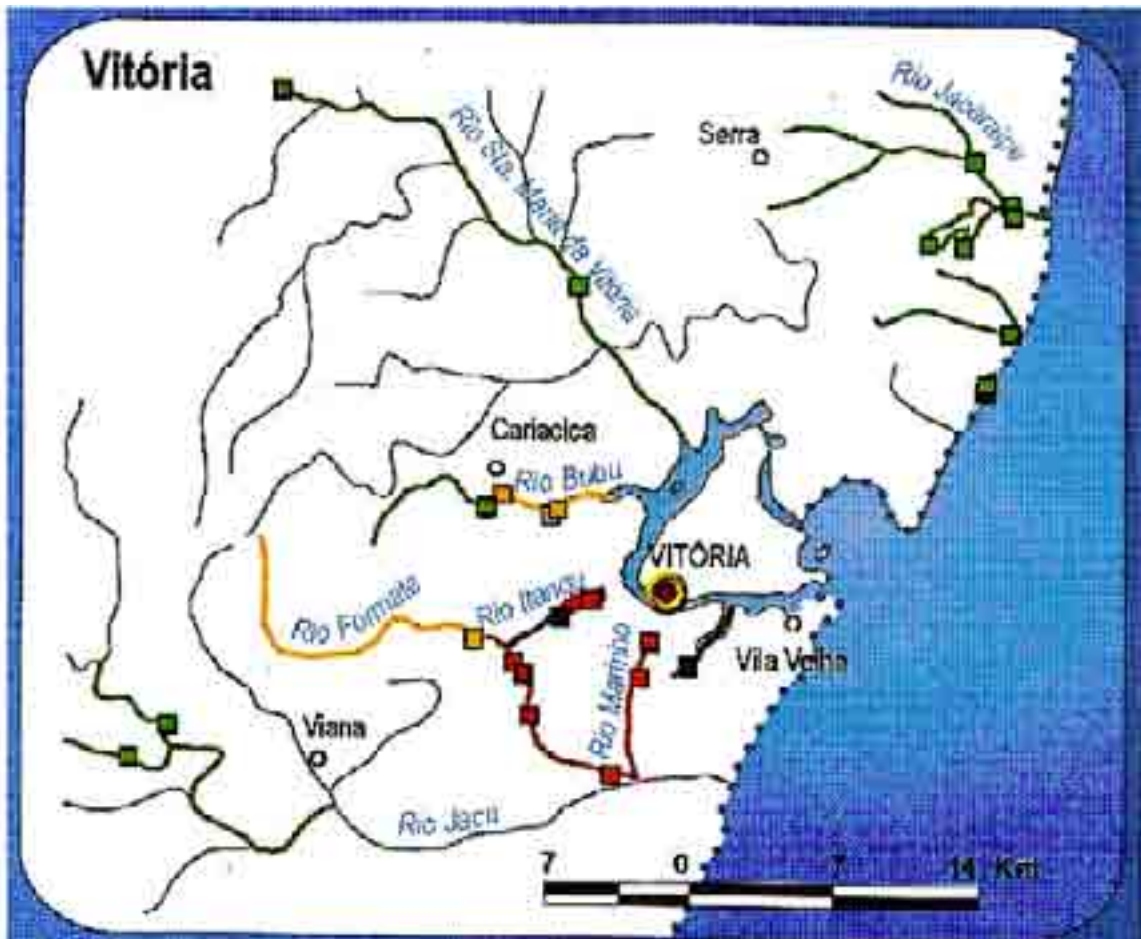 Vitória
Rio Jacaraípe
Serra
Rio Sta. Maria da Vitória
Cariacica
Rio Bubu
VITÓRIA
Rio Formate
Rio Itanqu
Rio Marinho
Vila Velha
Viana
Rio Jacu
7 0 7 14 Km